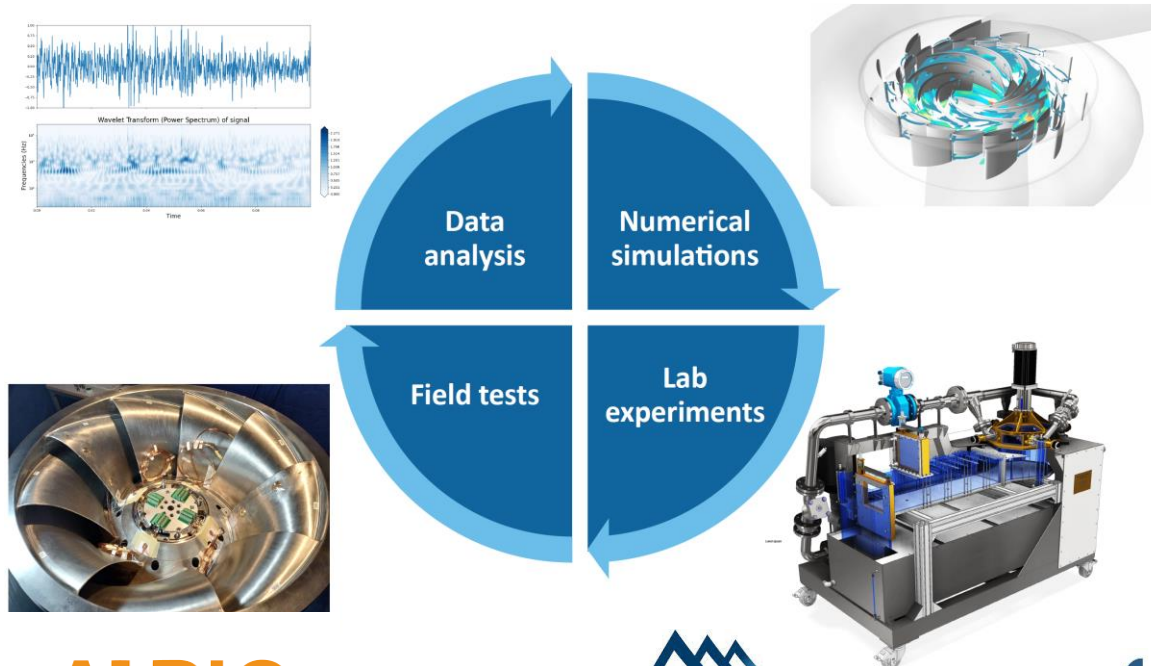 Wavelet Transform (Power Spectrum) of signal
Frequencies (Hz)
Time
Data
analysis
Numerical
simulations
Field tests
Lab
experiments